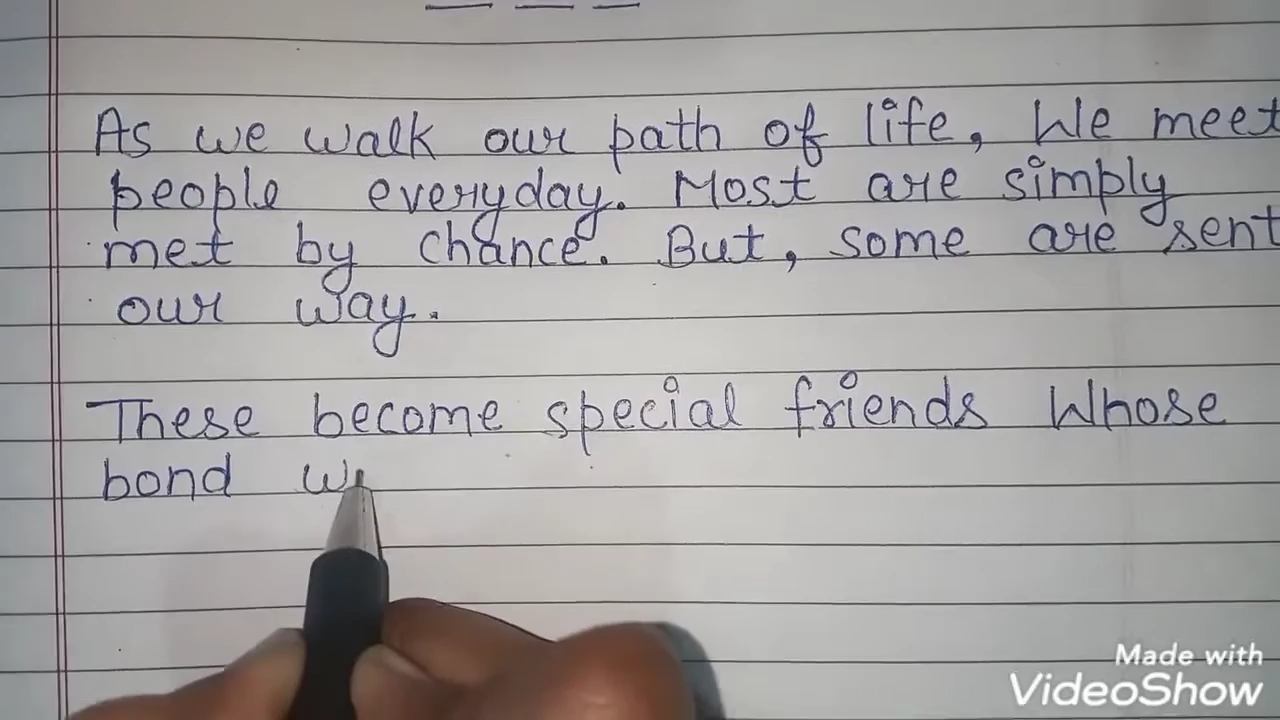 As we walk our path of life, We meet
people everyday. Most are simply
met by chance. But, some are sent
our way.
These become special friends Whose
bond w
Made with
VideoShow